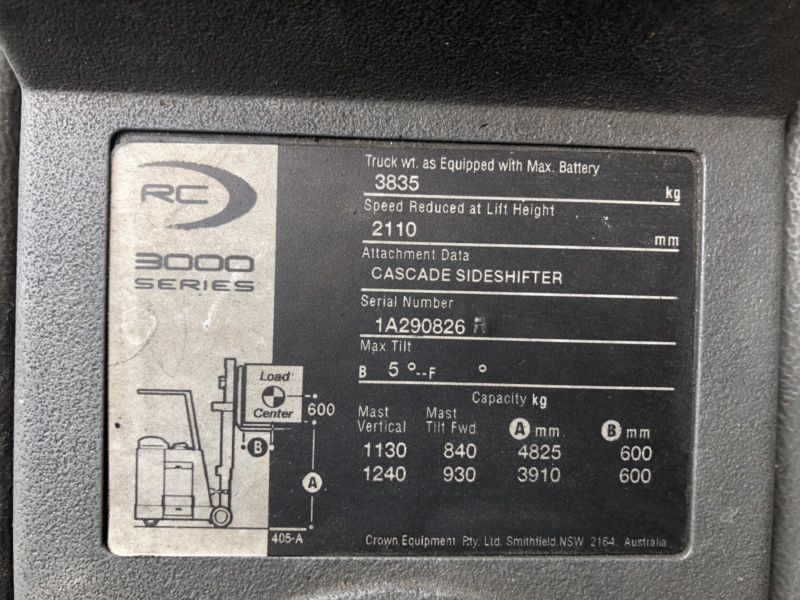 RC
3000
SERIES
Truck wt. as Equipped with Max. Battery
3835 kg
Speed Reduced at Lift Height
2110 mm
Attachment Data
CASCADE SIDESHIFTER
Serial Number
1A290826 R
Max Tilt
B 5 °--F °
Capacity kg
Mast Vertical Mast Tilt Fwd. A mm. B mm
1130 840 4825 600
1240 930 3910 600
Load
Center
600
B
A
405-A
Crown Equipment Pty. Ltd. Smithfield.NSW 2164. Australia